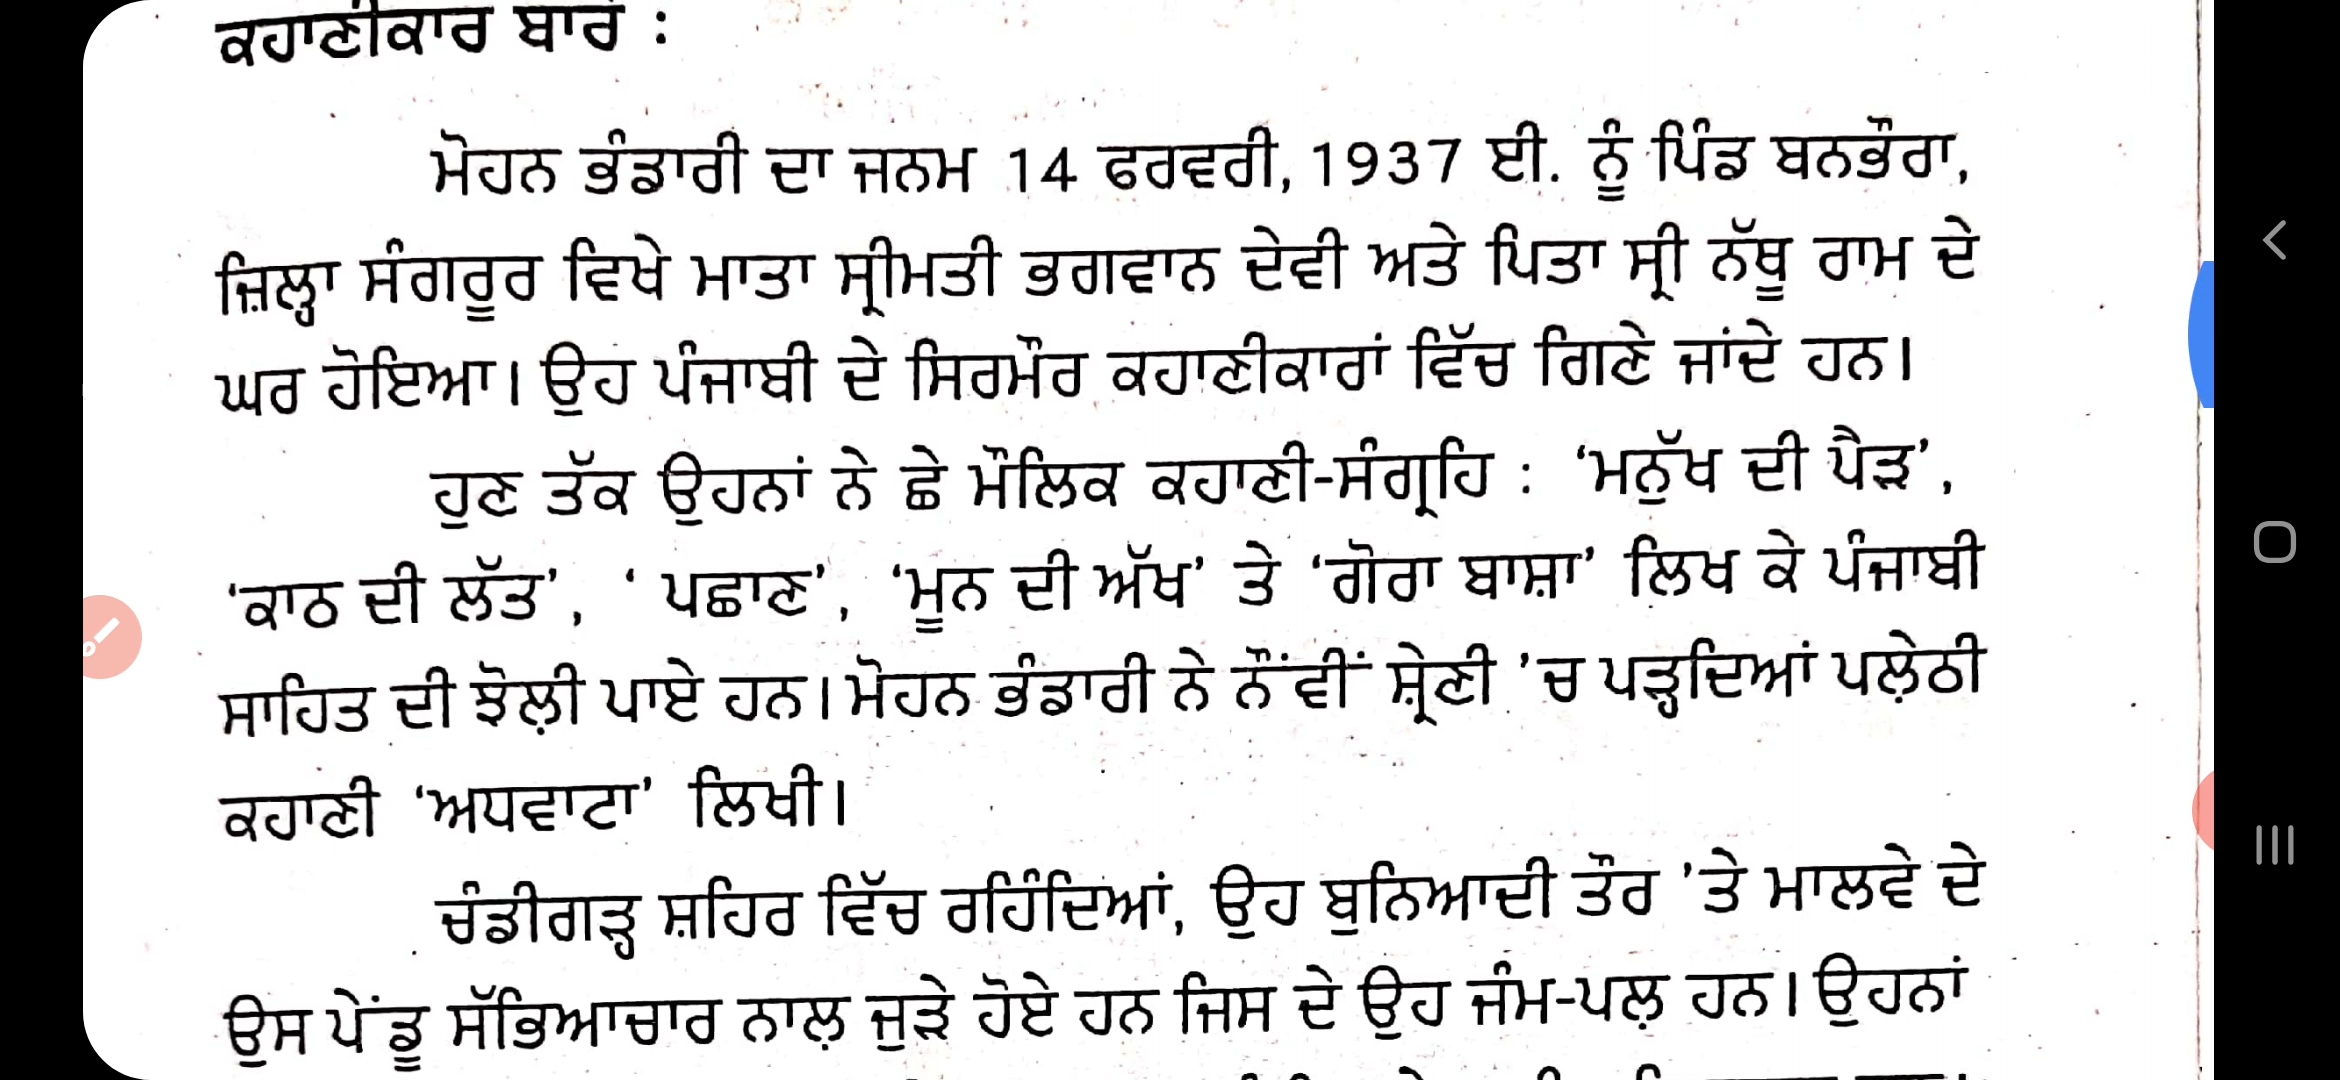 ਕਹਾਣੀਕਾਰ ਬਾਰੇ :
ਮੋਹਨ ਭੰਡਾਰੀ ਦਾ ਜਨਮ 14 ਫਰਵਰੀ, 1937 ਈ. ਨੂੰ ਪਿੰਡ ਬਨਭੌਰਾ,
ਜ਼ਿਲ੍ਹਾ ਸੰਗਰੂਰ ਵਿਖੇ ਮਾਤਾ ਸ੍ਰੀਮਤੀ ਭਗਵਾਨ ਦੇਵੀ ਅਤੇ ਪਿਤਾ ਸ੍ਰੀ ਨੱਥੂ ਰਾਮ ਦੇ
ਘਰ ਹੋਇਆ। ਉਹ ਪੰਜਾਬੀ ਦੇ ਸਿਰਮੌਰ ਕਹਾਣੀਕਾਰਾਂ ਵਿੱਚ ਗਿਣੇ ਜਾਂਦੇ ਹਨ।
ਹੁਣ ਤੱਕ ਉਹਨਾਂ ਨੇ ਛੇ ਮੌਲਿਕ ਕਹਾਣੀ-ਸੰਗ੍ਰਹਿ : ‘ਮਨੁੱਖ ਦੀ ਪੈੜ’,
‘ਕਾਠ ਦੀ ਲੱਤ’, ‘ ਪਛਾਣ’, ‘ਮੂਨ ਦੀ ਅੱਖ’ ਤੇ ‘ਗੋਰਾ ਬਾਸ਼ਾ’ ਲਿਖ ਕੇ ਪੰਜਾਬੀ
ਸਾਹਿਤ ਦੀ ਝੋਲ਼ੀ ਪਾਏ ਹਨ। ਮੋਹਨ ਭੰਡਾਰੀ ਨੇ ਨੌਂਵੀਂ ਸ਼੍ਰੇਣੀ ’ਚ ਪੜ੍ਹਦਿਆਂ ਪਲ਼ੇਠੀ
ਕਹਾਣੀ ‘ਅਧਵਾਟਾ’ ਲਿਖੀ।
ਚੰਡੀਗੜ੍ਹ ਸ਼ਹਿਰ ਵਿੱਚ ਰਹਿੰਦਿਆਂ, ਉਹ ਬੁਨਿਆਦੀ ਤੌਰ ’ਤੇ ਮਾਲਵੇ ਦੇ
ਉਸ ਪੇਂਡੂ ਸੱਭਿਆਚਾਰ ਨਾਲ਼ ਜੁੜੇ ਹੋਏ ਹਨ ਜਿਸ ਦੇ ਉਹ ਜੰਮ-ਪਲ਼ ਹਨ। ਉਹਨਾਂ